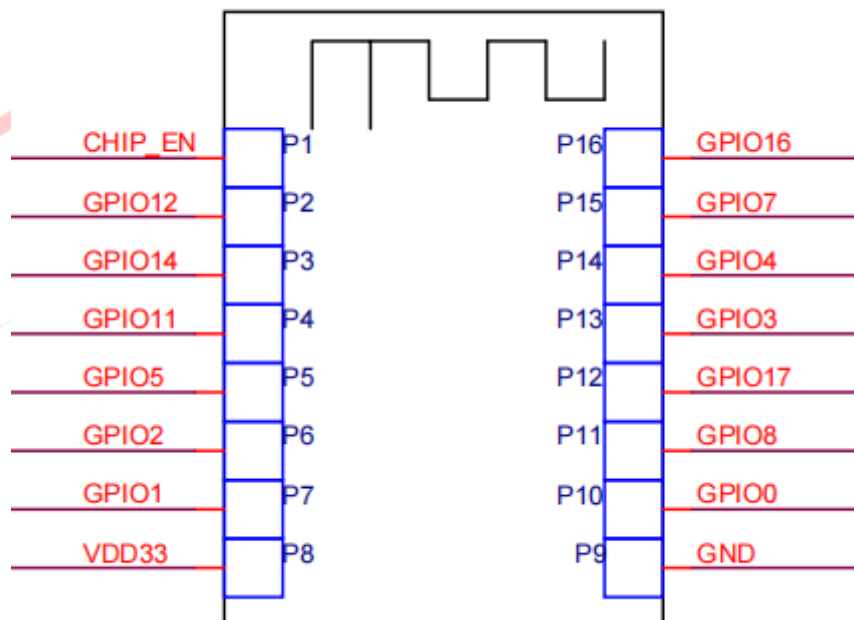 CHIP_EN P1 P16 GPIO16
GPIO12 P2 P15 GPIO7
GPIO14 P3 P14 GPIO4
GPIO11 P4 P13 GPIO3
GPIO5 P5 P12 GPIO17
GPIO2 P6 P11 GPIO8
GPIO1 P7 P10 GPIO0
VDD33 P8 P9 GND